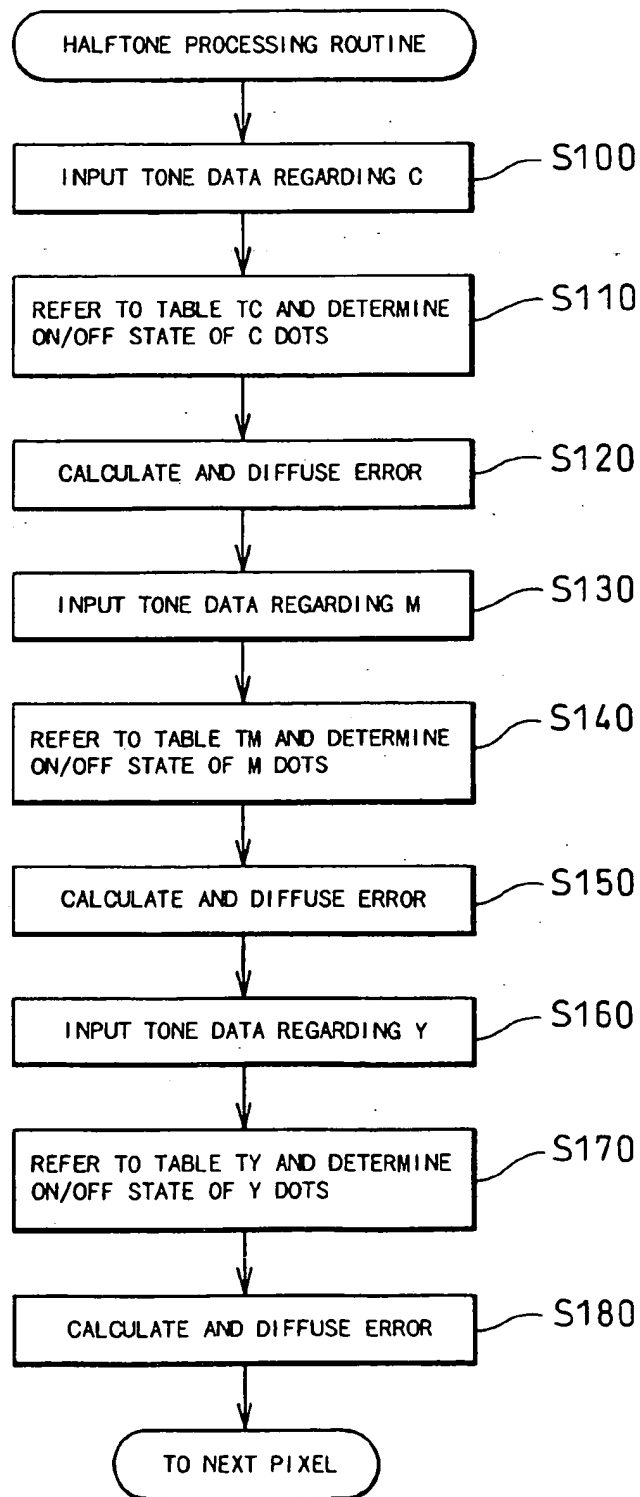 HALFTONE PROCESSING ROUTINE
INPUT TONE DATA REGARDING C
S100
REFER TO TABLE TC AND DETERMINE
ON/OFF STATE OF C DOTS
S110
CALCULATE AND DIFFUSE ERROR
S120
INPUT TONE DATA REGARDING M
S130
REFER TO TABLE TM AND DETERMINE
ON/OFF STATE OF M DOTS
S140
CALCULATE AND DIFFUSE ERROR
S150
INPUT TONE DATA REGARDING Y
S160
REFER TO TABLE TY AND DETERMINE
ON/OFF STATE OF Y DOTS
S170
CALCULATE AND DIFFUSE ERROR
S180
TO NEXT PIXEL